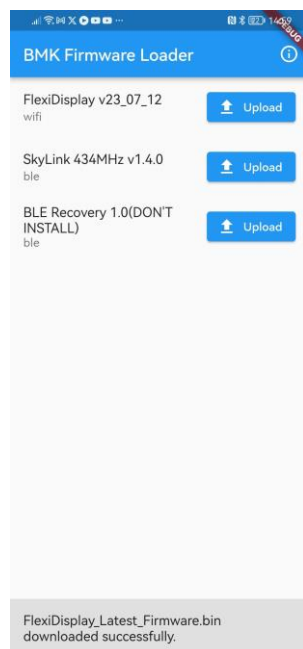 BMK Firmware Loader
DEBUG
FlexiDisplay v23_07_12
wifi
Upload
SkyLink 434MHz v1.4.0
ble
Upload
BLE Recovery 1.0(DON'T
INSTALL)
ble
Upload
FlexiDisplay_Latest_Firmware.bin
downloaded successfully.